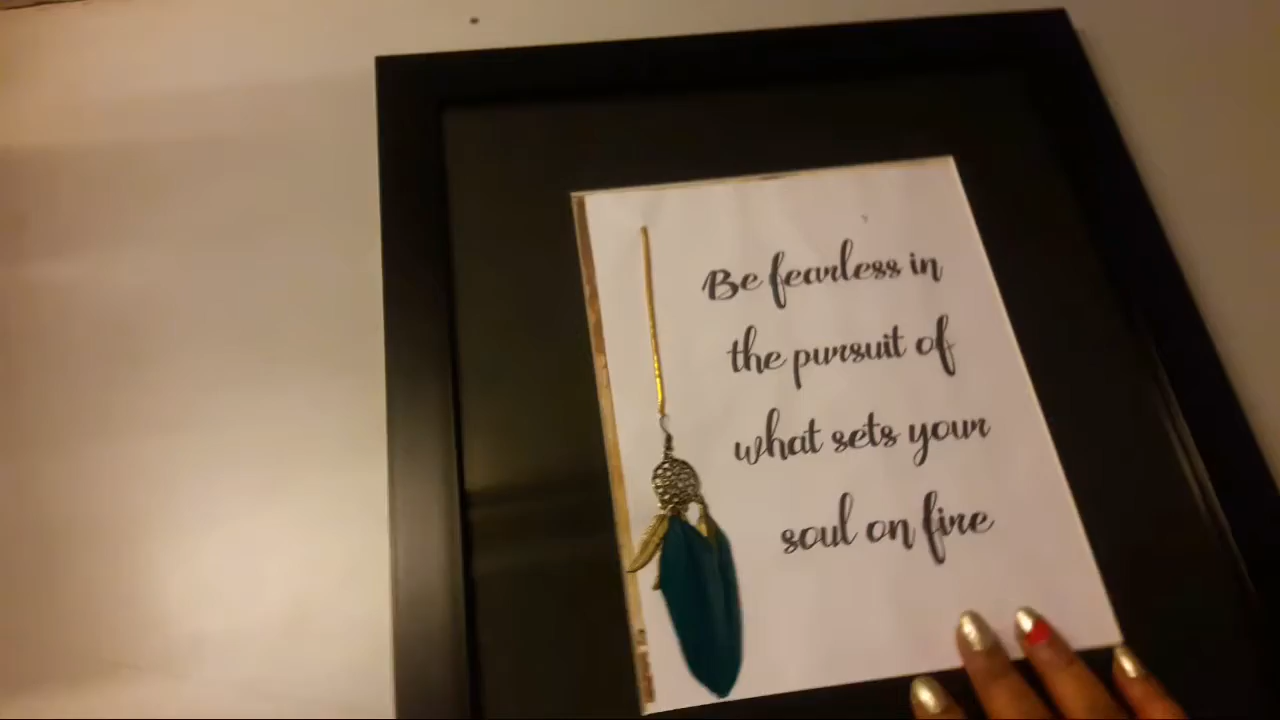 Be fearless in
the pursuit of
what sets your
soul on fire